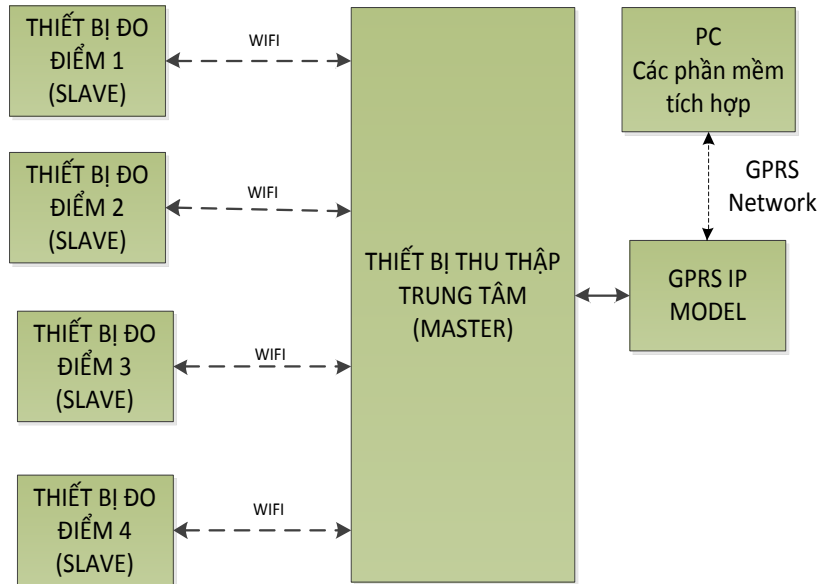 THIẾT BỊ ĐO
ĐIỂM 1
(SLAVE)
WIFI
THIẾT BỊ ĐO
ĐIỂM 2
(SLAVE)
WIFI
THIẾT BỊ ĐO
ĐIỂM 3
(SLAVE)
WIFI
THIẾT BỊ ĐO
ĐIỂM 4
(SLAVE)
WIFI
THIẾT BỊ THU THẬP
TRUNG TÂM
(MASTER)
PC
Các phần mềm
tích hợp
GPRS
Network
GPRS IP
MODEL